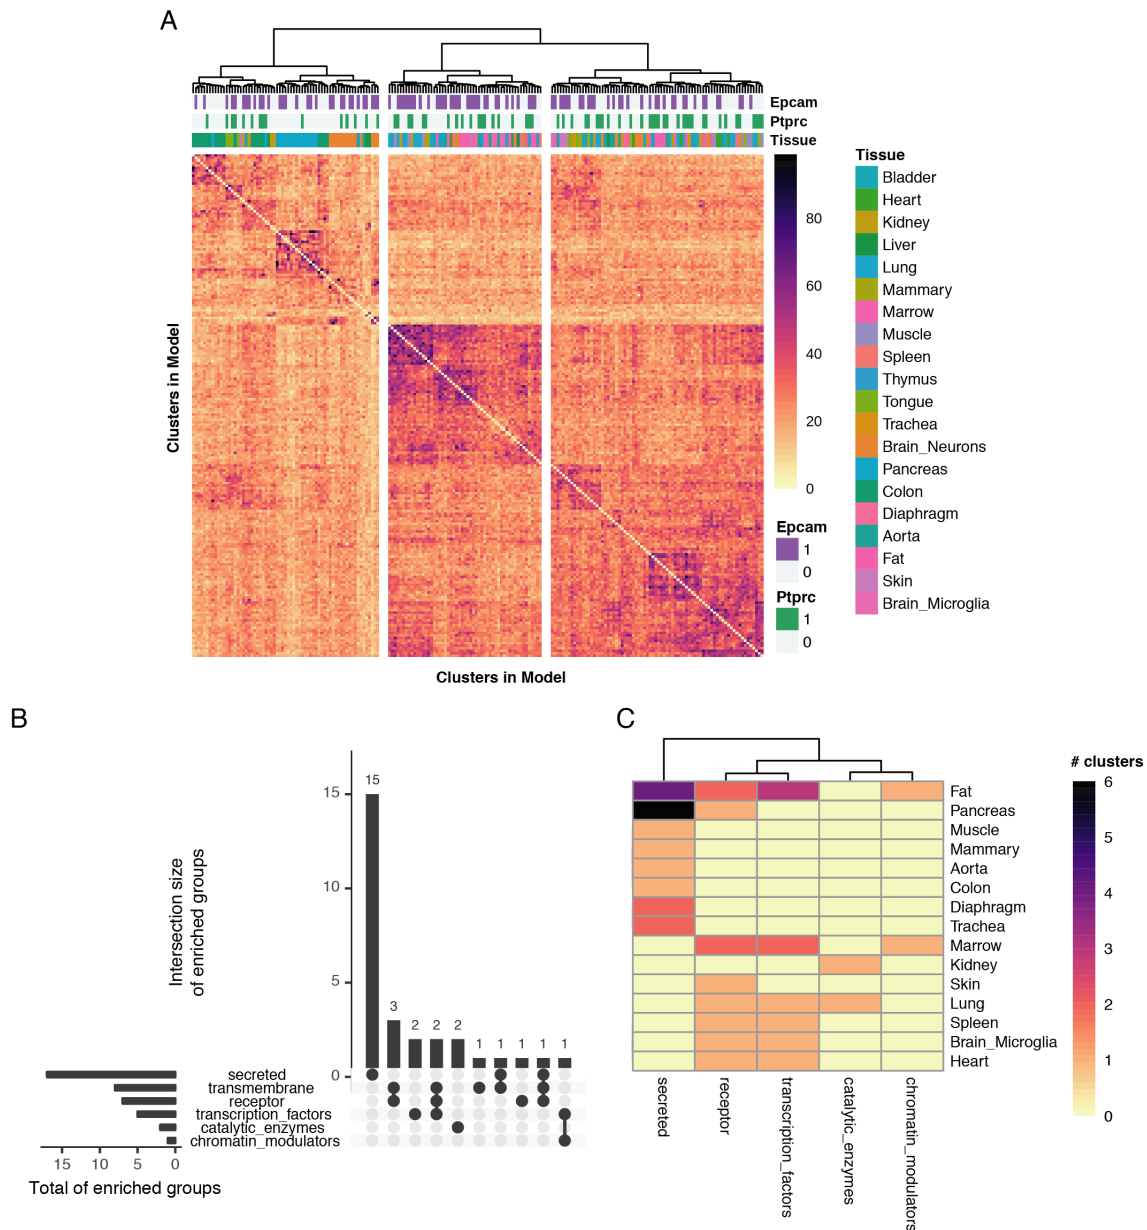 A
Epcam
Ptprc
Tissue
80
60
40
20
0
Clusters in Model
Clusters in Model
Epcam
1
0
Ptprc
1
0
Tissue
Bladder
Heart
Kidney
Liver
Lung
Mammary
Marrow
Muscle
Spleen
Thymus
Tongue
Trachea
Brain_Neurons
Pancreas
Colon
Diaphragm
Aorta
Fat
Skin
Brain_Microglia
B
Intersection size
of enriched groups
15
10
5
0
15
3
2
2
2
1
1
1
1
1
secreted
transmembrane
receptor
transcription_factors
catalytic_enzymes
chromatin_modulators
15
10
5
0
Total of enriched groups
C
# clusters
6
5
4
3
2
1
0
Fat
Pancreas
Muscle
Mammary
Aorta
Colon
Diaphragm
Trachea
Marrow
Kidney
Skin
Lung
Spleen
Brain_Microglia
Heart
secreted
receptor
transcription_factors
catalytic_enzymes
chromatin_modulators